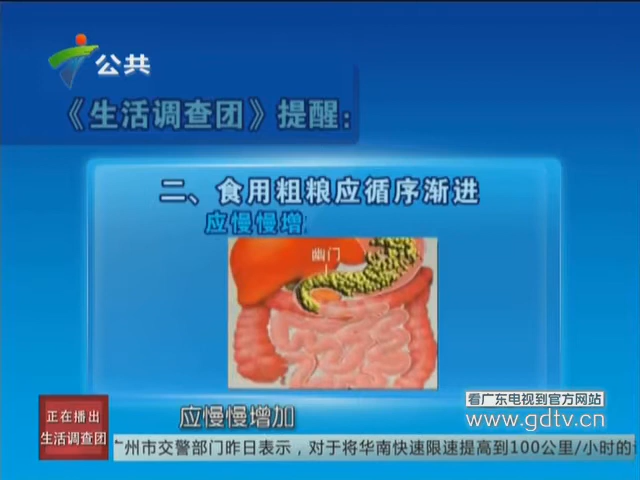 公共
《生活调查团》提醒：
二、食用粗粮应循序渐进
应慢慢增
幽门
看广东电视到官方网站
www.gdtv.cn
正在播出
生活调查团
应慢慢增加
州市交警部门昨日表示，对于将华南快速限速提高到100公里/小时的